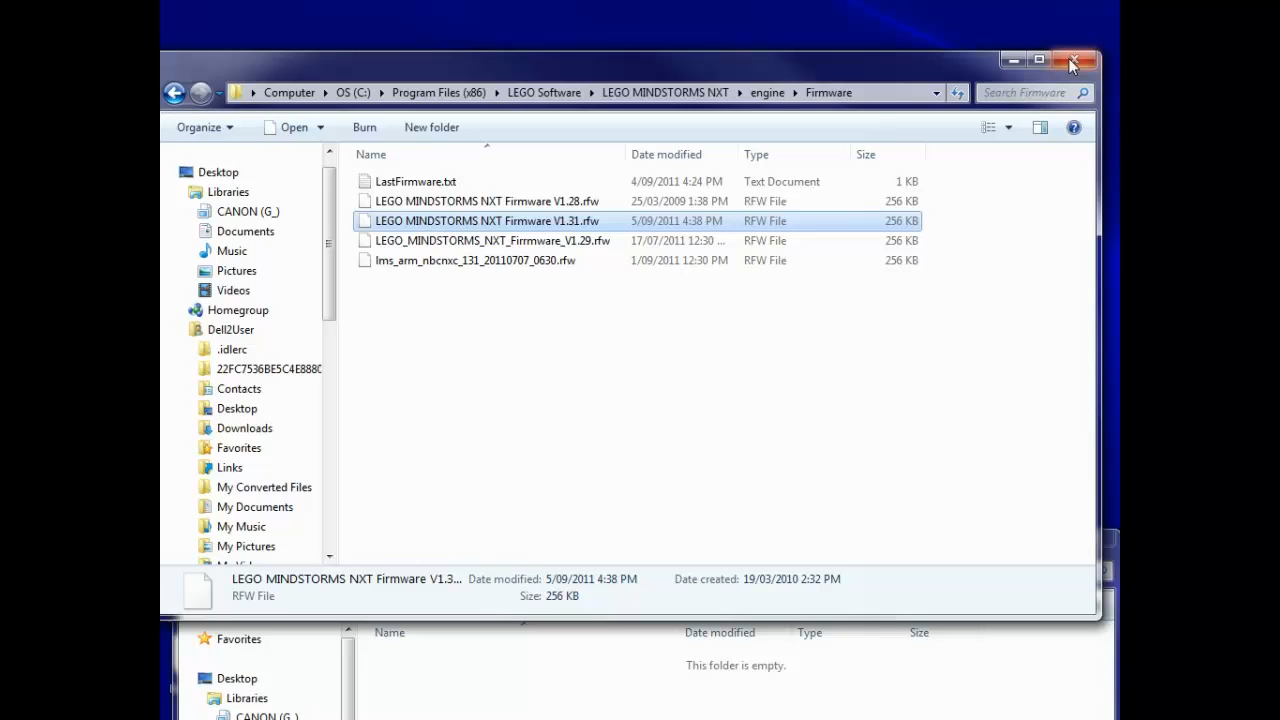 Computer OS (C:) Program Files (x86) LEGO Software LEGO MINDSTORMS NXT engine Firmware Search Firmware
Organize Open Burn New folder
Name Date modified Type Size
LastFirmware.txt 4/09/2011 4:24 PM Text Document 1 KB
LEGO MINDSTORMS NXT Firmware V1.28.rfw 25/03/2009 1:38 PM RFW File 256 KB
LEGO MINDSTORMS NXT Firmware V1.31.rfw 5/09/2011 4:38 PM RFW File 256 KB
LEGO_MINDSTORMS_NXT_Firrmware_V1.29.rfw 17/07/2011 12:30 ... RFW File 256 KB
lms_arm_nbcnxc_131_20110707_0630.rfw 1/09/2011 12:30 PM RFW File 256 KB
Desktop
Libraries
CANON (G_)
Documents
Music
Pictures
Videos
Homegroup
Dell2User
.idlerc
22FC7536BE5C4E8880
Contacts
Desktop
Downloads
Favorites
Links
My Converted Files
My Documents
My Music
My Pictures
LEGO MINDSTORMS NXT Firmware V1.3... Date modified: 5/09/2011 4:38 PM Date created: 19/03/2010 2:32 PM
RFW File Size: 256 KB
Favorites
Name Date modified Type Size
This folder is empty.
Desktop
Libraries
CANON (G_)